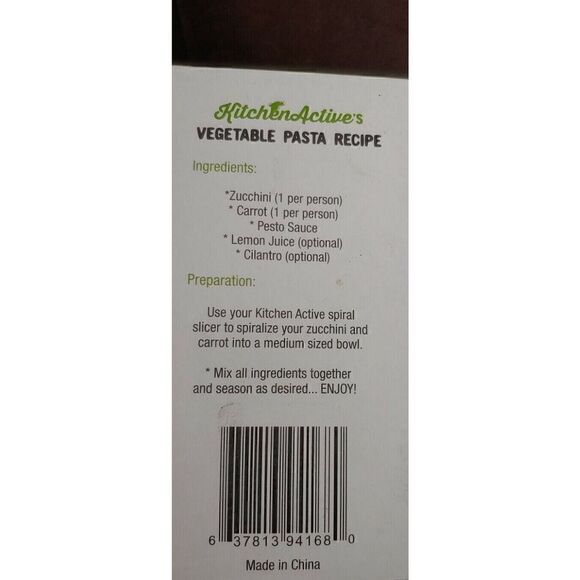 KitchenActive's
VEGETABLE PASTA RECIPE
Ingredients:
*Zucchini (1 per person)
* Carrot (1 per person)
* Pesto Sauce
* Lemon Juice (optional)
* Cilantro (optional)
Preparation:
Use your Kitchen Active spiral
slicer to spiralize your zucchini and
carrot into a medium sized bowl.
* Mix all ingredients together
and season as desired... ENJOY!
6 37813 94168 0
Made in China